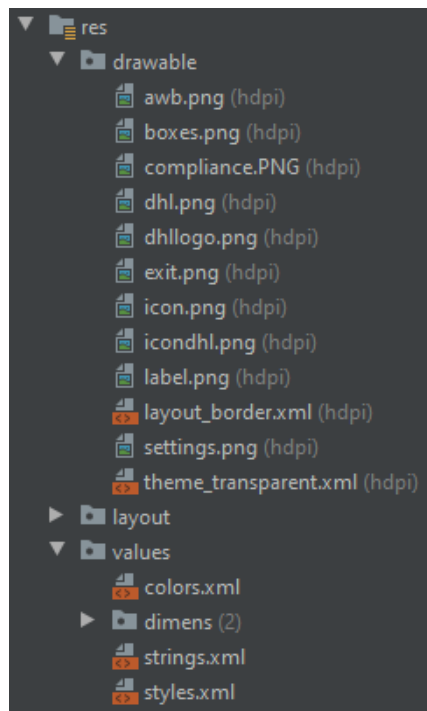 res
drawable
awb.png (hdpi)
boxes.png (hdpi)
compliance.PNG (hdpi)
dhl.png (hdpi)
dhllogo.png (hdpi)
exit.png (hdpi)
icon.png (hdpi)
icondhl.png (hdpi)
label.png (hdpi)
layout_border.xml (hdpi)
settings.png (hdpi)
theme_transparent.xml (hdpi)
layout
values
colors.xml
dimens (2)
strings.xml
styles.xml